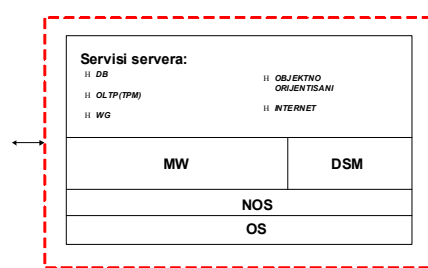 Servisi servera:
H DB
H OLTP(TPM)
H WG
H OBJEKTNO
ORIJENTISANI
H INTERNET
MW
DSM
NOS
OS